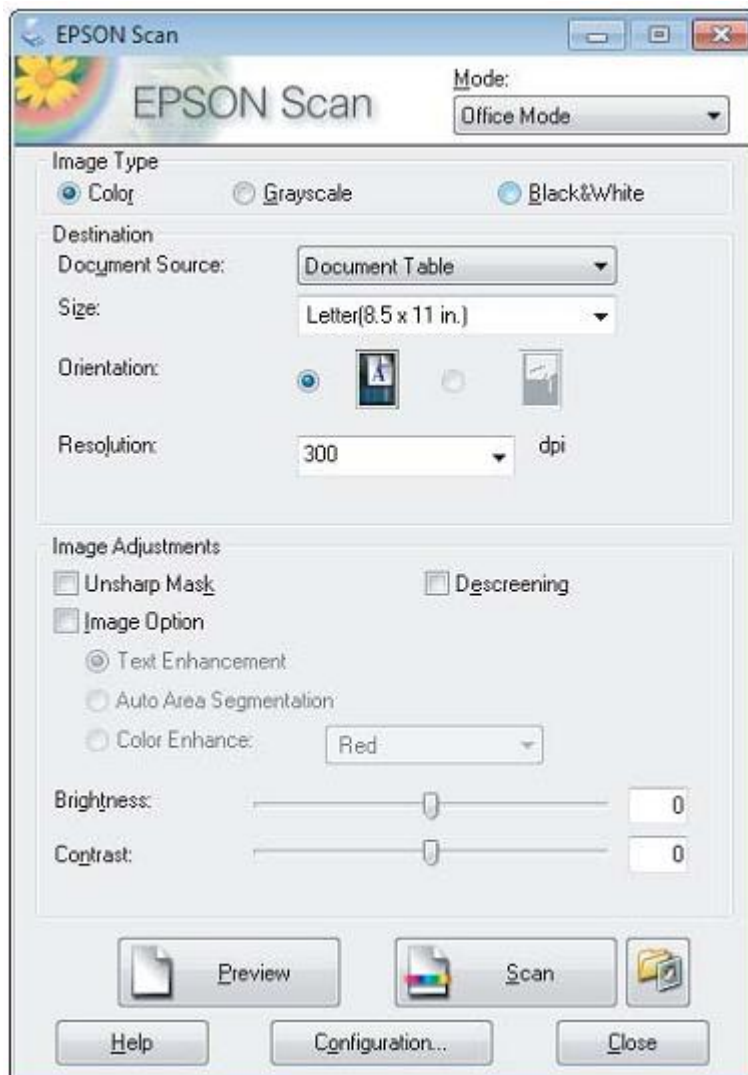 EPSON Scan
EPSON Scan
Mode:
Office Mode
Image Type
Color Grayscale Black&White
Destination
Document Source: Document Table
Size: Letter(8.5 x 11 in.)
Orientation: A
Resolution: 300 dpi
Image Adjustments
Unsharp Mask Descreening
Image Option
Text Enhancement
Auto Area Segmentation
Color Enhance: Red
Brightness: 0
Contrast: 0
Preview Scan
Help Configuration... Close